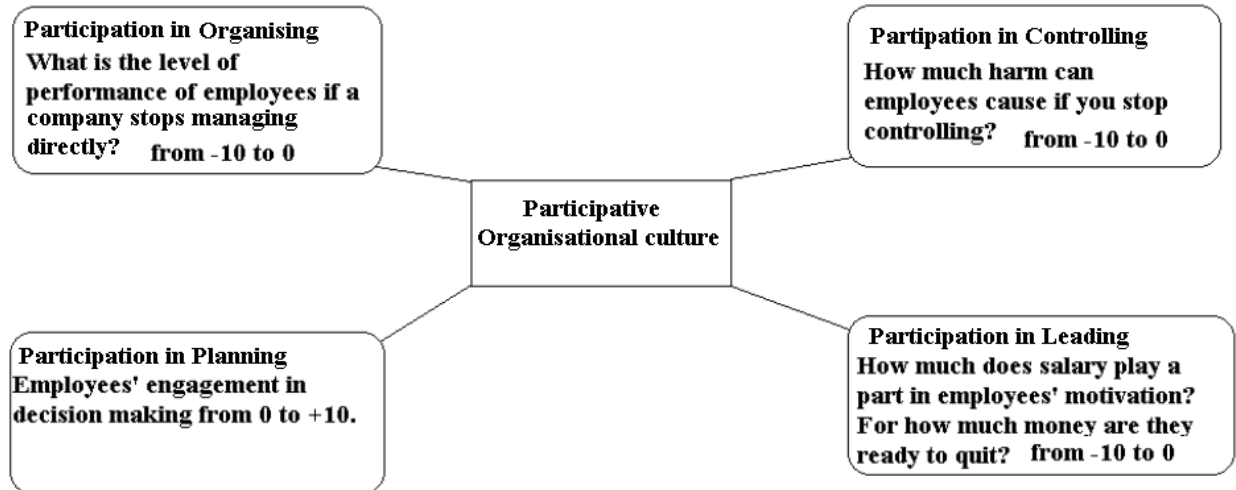 Participation in Organising
What is the level of
performance of employees if a
company stops managing
directly? from -10 to 0
Partipation in Controlling
How much harm can
employees cause if you stop
controlling? from -10 to 0
Participative
Organisational culture
Participation in Planning
Employees' engagement in
decision making from 0 to +10.
Participation in Leading
How much does salary play a
part in employees' motivation?
For how much money are they
ready to quit? from -10 to 0